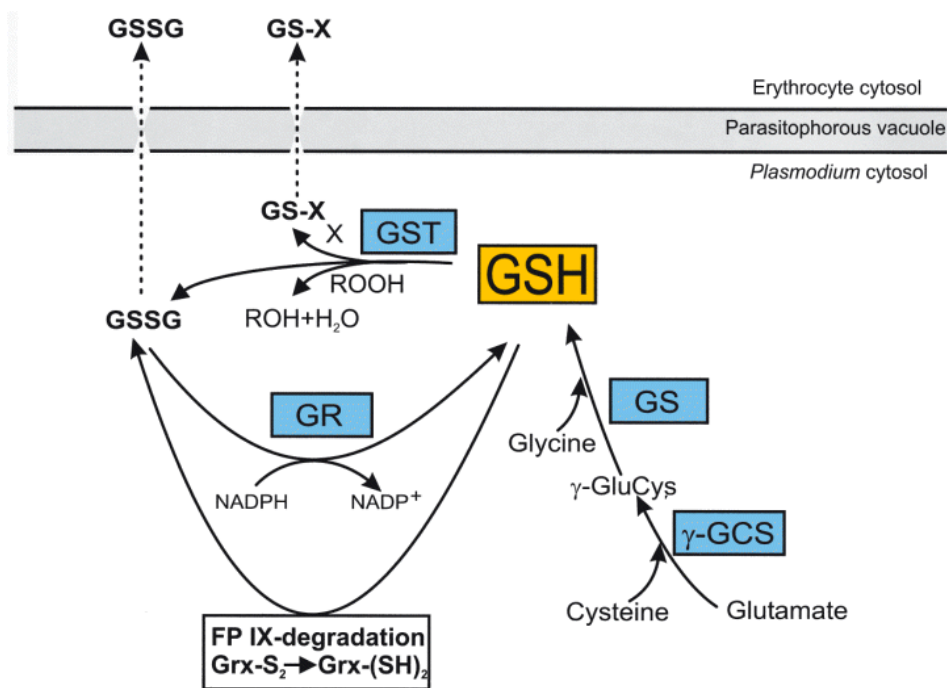 GSSG
GS-X
Erythrocyte cytosol
Parasitophorous vacuole
Plasmodium cytosol
GS-X
X
GST
GSH
ROOH
GSSG
ROH+H₂O
GR
GS
Glycine
NADPH
NADP⁺
γ-GluCys
γ-GCS
Cysteine
Glutamate
FP IX-degradation
Grx-S₂→Grx-(SH)₂